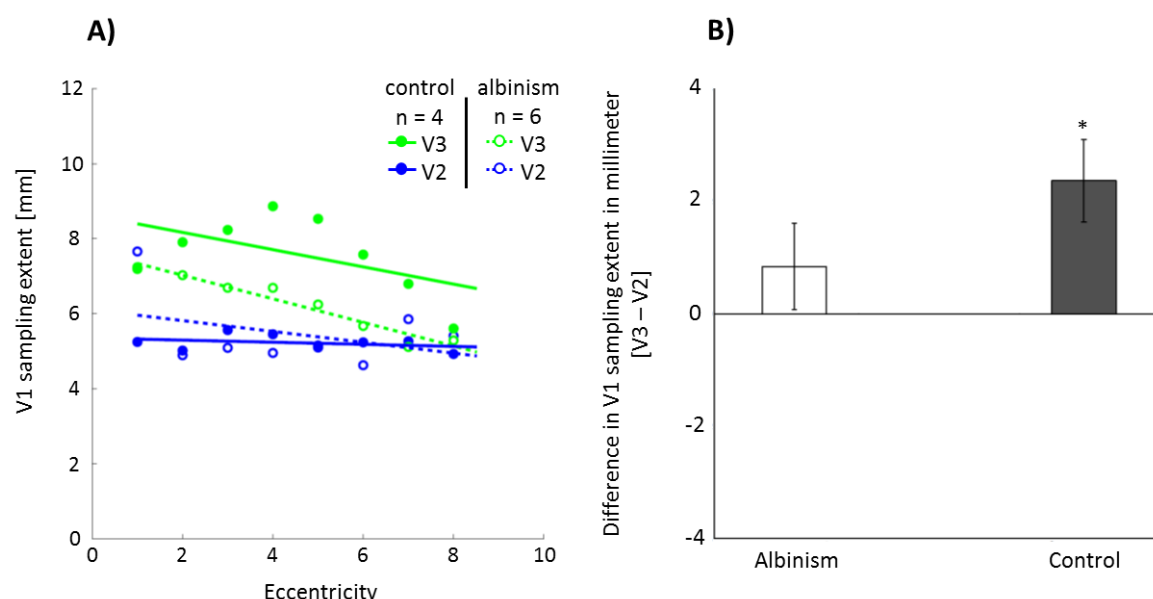 A)
V1 sampling extent [mm]
12
10
8
6
4
2
0
0 2 4 6 8 10
Eccentricity
control albinism
n = 4 n = 6
V3 V3
V2 V2
B)
Difference in V1 sampling extent in millimeter
[V3 – V2]
4
2
0
-2
-4
*
Albinism Control